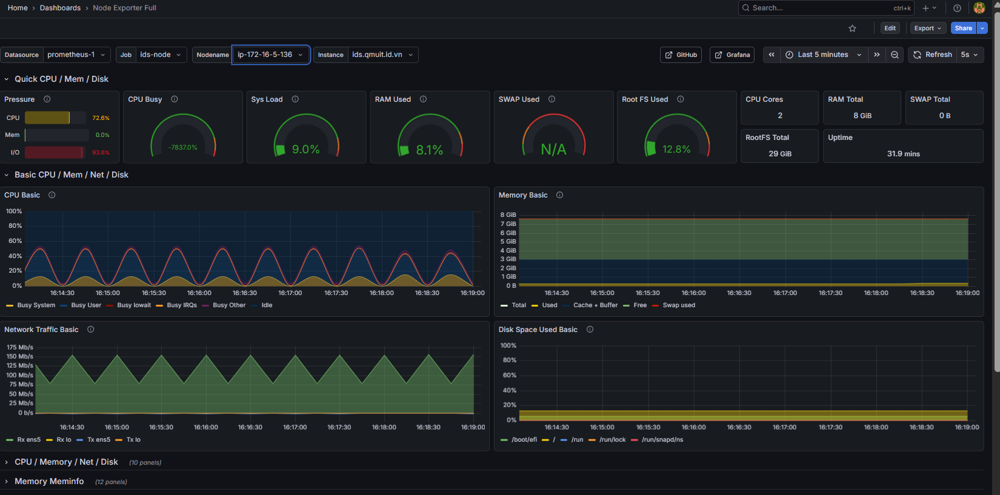 Home › Dashboards › Node Exporter Full
Search... ctrl+k
Edit Export Share
Datasource prometheus-1 Job ids-node Nodename ip-172-16-5-136 Instance ids.qmuit.id.vn GitHub Grafana Last 5 minutes Refresh 5s
Quick CPU / Mem / Disk
Pressure
CPU 72.6%
Mem 0.0%
I/O 93.6%
CPU Busy
-7837.0%
Sys Load
9.0%
RAM Used
8.1%
SWAP Used
N/A
Root FS Used
12.8%
CPU Cores
2
RAM Total
8 GiB
SWAP Total
0 B
RootFS Total
29 GiB
Uptime
31.9 mins
Basic CPU / Mem / Net / Disk
CPU Basic
100%
80%
60%
40%
20%
0%
16:14:30 16:15:00 16:15:30 16:16:00 16:16:30 16:17:00 16:17:30 16:18:00 16:18:30 16:19:00
Busy System Busy User Busy Iowait Busy IRQs Busy Other Idle
Memory Basic
8 GiB
7 GiB
6 GiB
5 GiB
4 GiB
3 GiB
2 GiB
1 GiB
0 B
16:14:30 16:15:00 16:15:30 16:16:00 16:16:30 16:17:00 16:17:30 16:18:00 16:18:30 16:19:00
Total Used Cache + Buffer Free Swap used
Network Traffic Basic
175 Mb/s
150 Mb/s
125 Mb/s
100 Mb/s
75 Mb/s
50 Mb/s
25 Mb/s
0 b/s
16:14:30 16:15:00 16:15:30 16:16:00 16:16:30 16:17:00 16:17:30 16:18:00 16:18:30 16:19:00
Rx ens5 Rx lo Tx ens5 Tx lo
Disk Space Used Basic
100%
80%
60%
40%
20%
0%
16:14:30 16:15:00 16:15:30 16:16:00 16:16:30 16:17:00 16:17:30 16:18:00 16:18:30 16:19:00
/boot/efi / /run /run/lock /run/snapd/ns
CPU / Memory / Net / Disk (10 panels)
Memory Meminfo (12 panels)